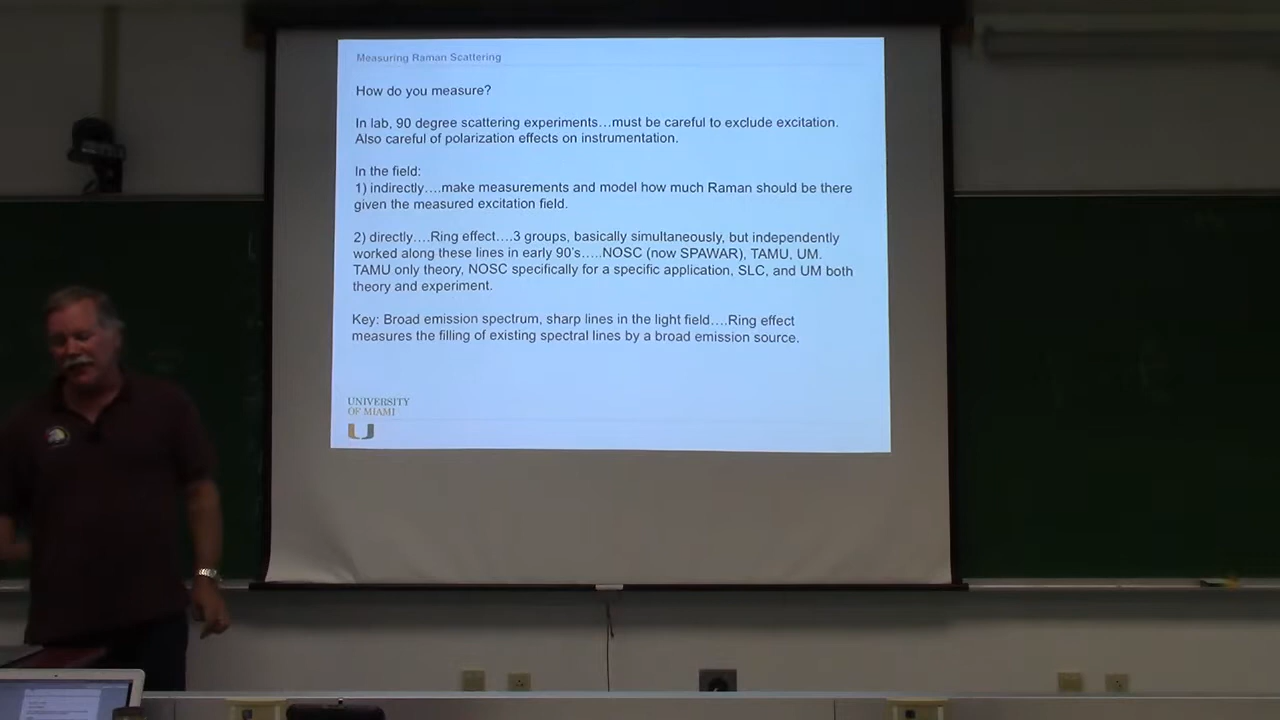 Measuring Raman Scattering
How do you measure?
In lab, 90 degree scattering experiments…must be careful to exclude excitation.
Also careful of polarization effects on instrumentation.
In the field:
1) indirectly….make measurements and model how much Raman should be there
given the measured excitation field.
2) directly….Ring effect….3 groups, basically simultaneously, but independently
worked along these lines in early 90's…..NOSC (now SPAWAR), TAMU, UM.
TAMU only theory, NOSC specifically for a specific application, SLC, and UM both
theory and experiment.
Key: Broad emission spectrum, sharp lines in the light field….Ring effect
measures the filling of existing spectral lines by a broad emission source.
UNIVERSITY
OF MIAMI